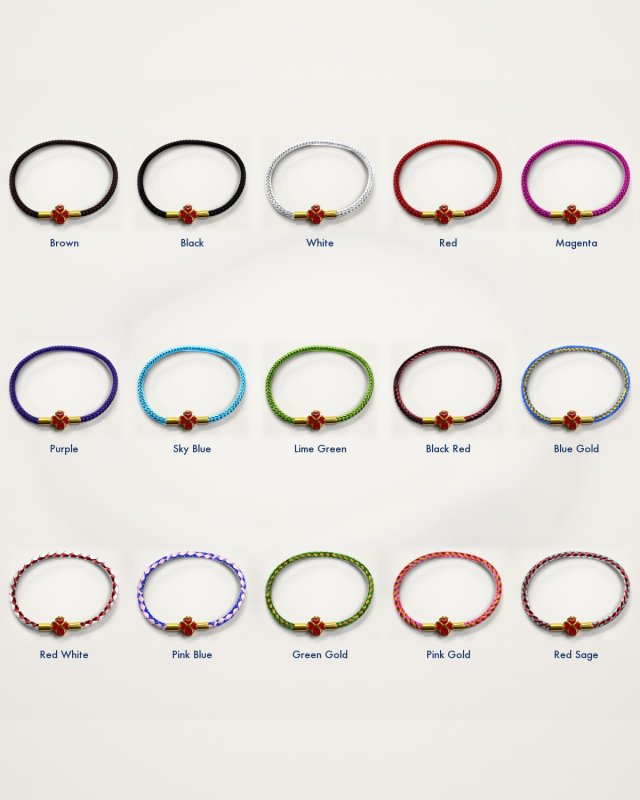 Brown
Black
White
Red
Magenta
Purple
Sky Blue
Lime Green
Black Red
Blue Gold
Red White
Pink Blue
Green Gold
Pink Gold
Red Sage